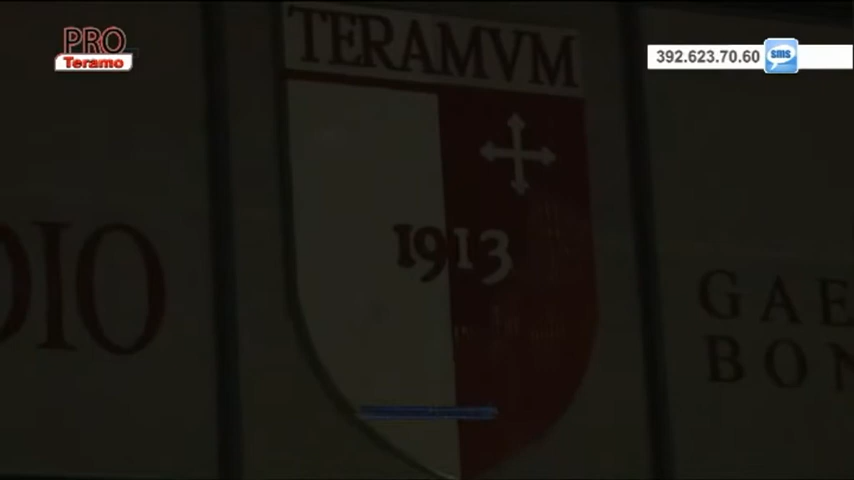 PRO
Teramo
392.623.70.60
sms
TERAMVM
1913
DIO
GAE
BON